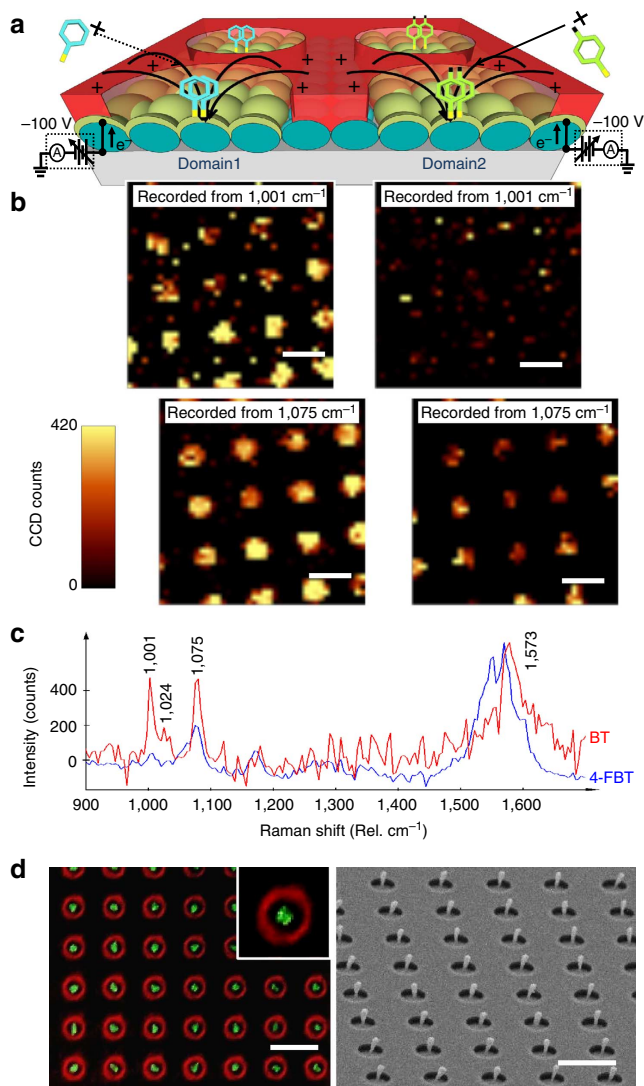 a
+ +
+ + + +
+ + + +
–100 V –100 V
e⁻ e⁻
A A
Domain1 Domain2
b
Recorded from 1,001 cm⁻¹ Recorded from 1,001 cm⁻¹
Recorded from 1,075 cm⁻¹ Recorded from 1,075 cm⁻¹
420
CCD counts
0
c
1,001
1,024
1,075
1,573
Intensity (counts)
400
200
0
BT
4-FBT
900 1,000 1,100 1,200 1,300 1,400 1,500 1,600
Raman shift (Rel. cm⁻¹)
d